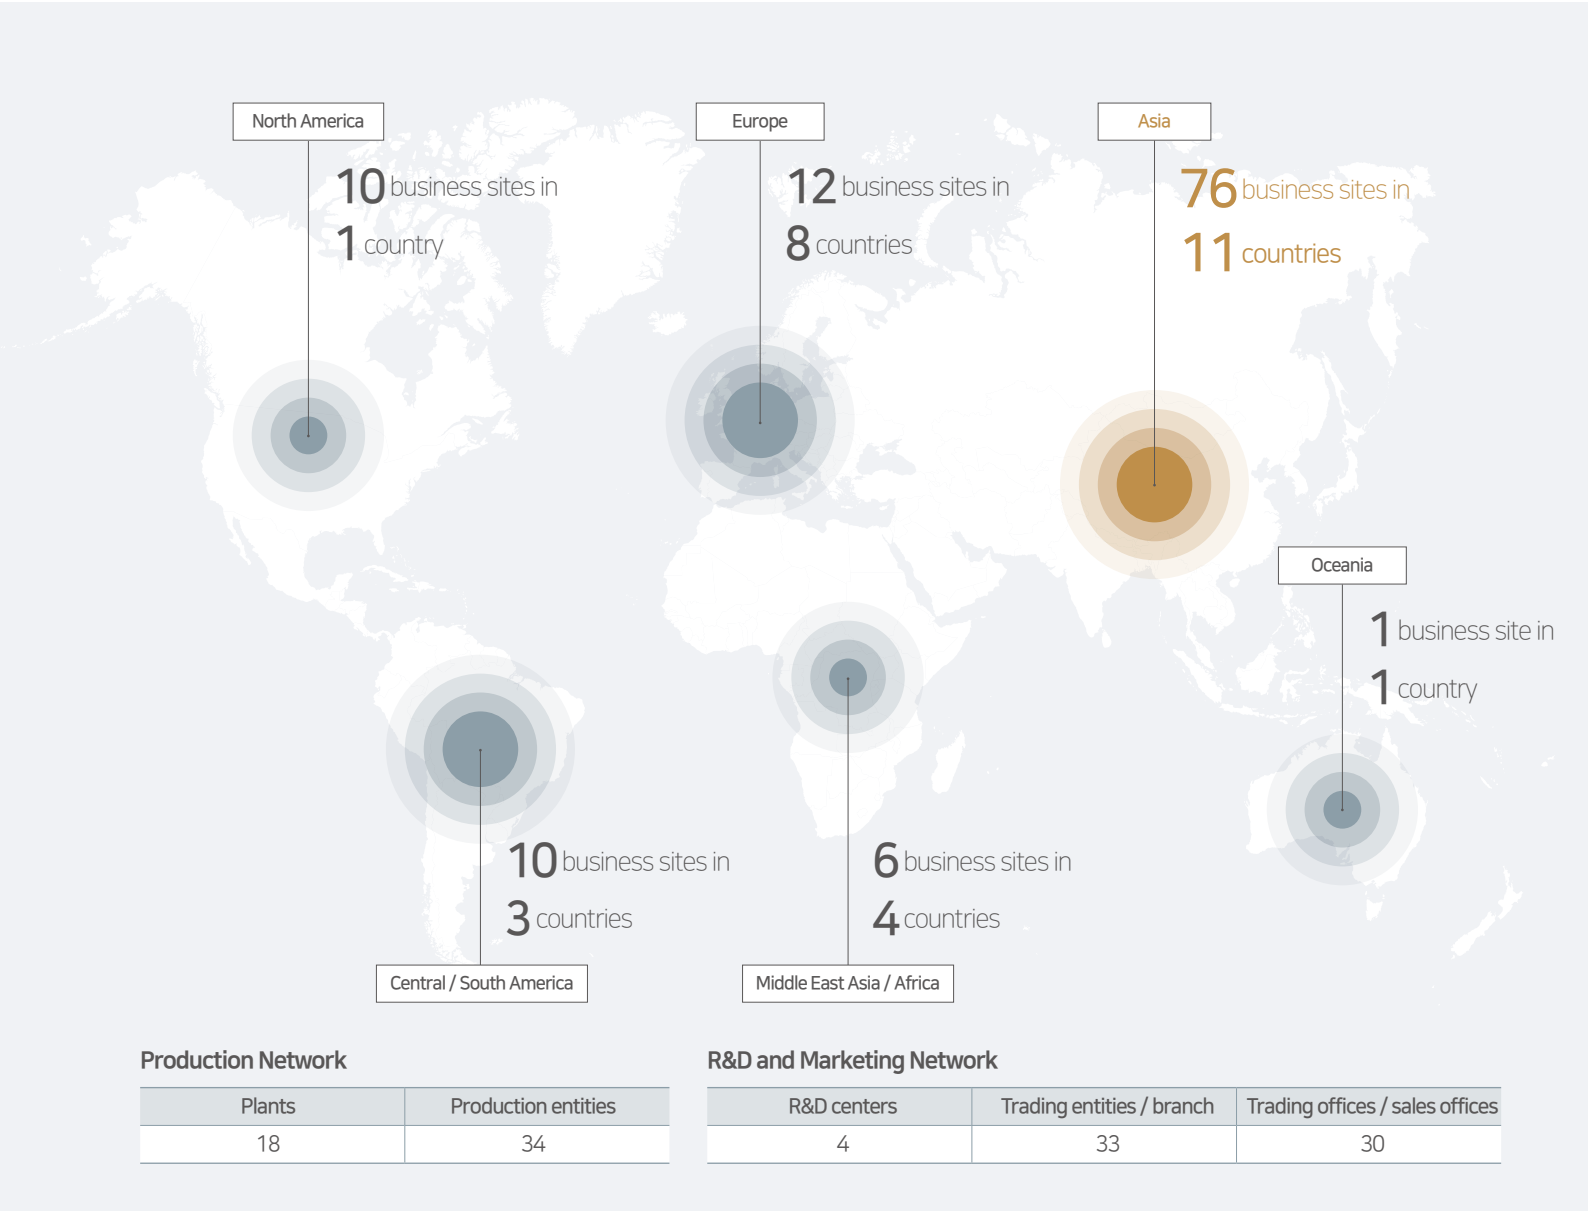 North America
10 business sites in
1 country
Europe
12 business sites in
8 countries
Asia
76 business sites in
11 countries
Oceania
1 business site in
1 country
10 business sites in
3 countries
Central / South America
6 business sites in
4 countries
Middle East Asia / Africa
Production Network
Plants Production entities
18 34
R&D and Marketing Network
R&D centers Trading entities / branch Trading offices / sales offices
4 33 30